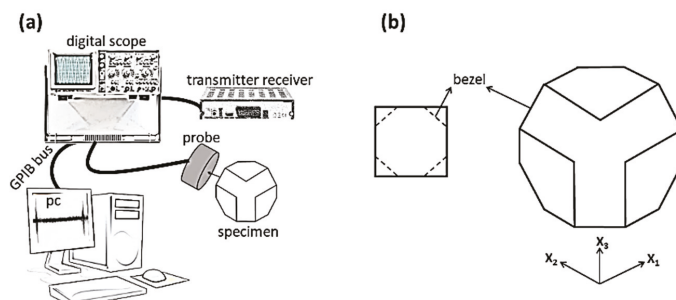 (a)
digital scope
transmitter receiver
probe
GPIB bus
pc
specimen
(b)
bezel
X₃
X₂
X₁